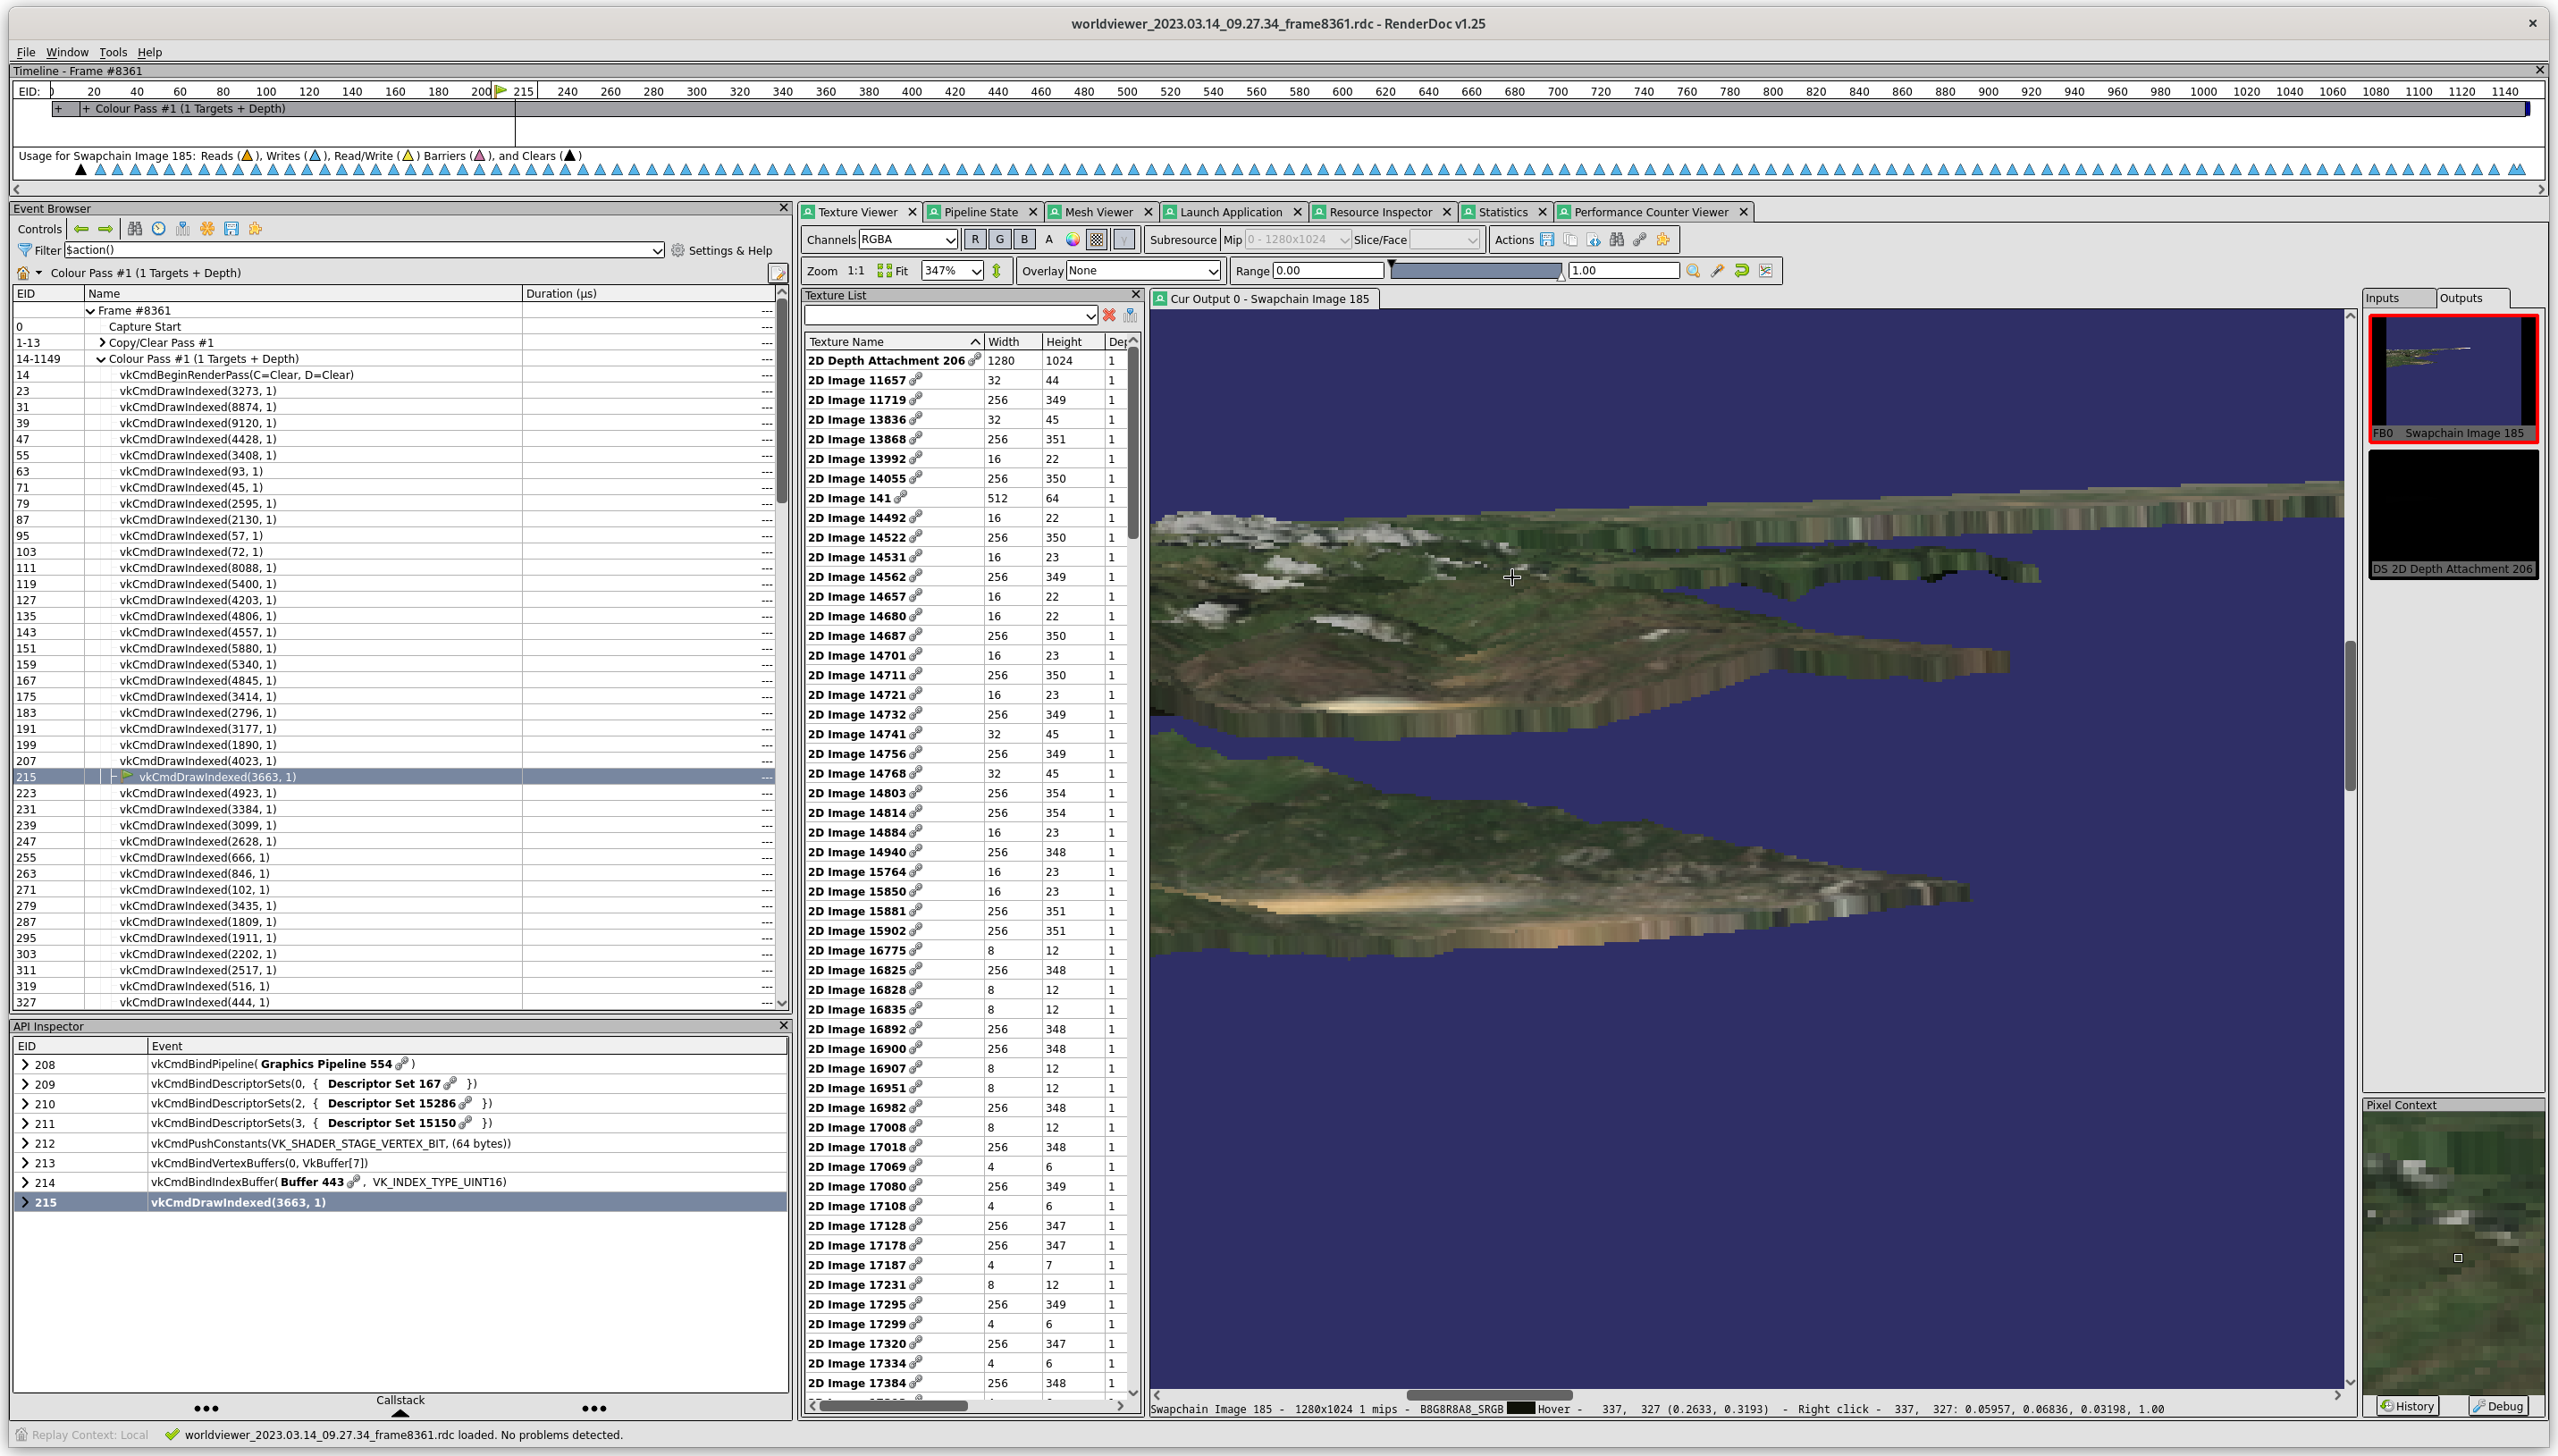 worldviewer_2023.03.14_09.27.34_frame8361.rdc - RenderDoc v1.25
File Window Tools Help
Timeline - Frame #8361
EID: 20 40 60 80 100 120 140 160 180 200 215 240 260 280 300 320 340 360 380 400 420 440 460 480 500 520 540 560 580 600 620 640 660 680 700 720 740 760 780 800 820 840 860 880 900 920 940 960 980 1000 1020 1040 1060 1080 1100 1120 1140
+ + Colour Pass #1 (1 Targets + Depth)
Usage for Swapchain Image 185: Reads ( ), Writes ( ), Read/Write ( ) Barriers ( ), and Clears ( )
Event Browser
Controls
Filter $action() Settings & Help
Colour Pass #1 (1 Targets + Depth)
EID Name Duration (µs)
Frame #8361 ---
0 Capture Start ---
1-13 Copy/Clear Pass #1 ---
14-1149 Colour Pass #1 (1 Targets + Depth) ---
14 vkCmdBeginRenderPass(C=Clear, D=Clear) ---
23 vkCmdDrawIndexed(3273, 1) ---
31 vkCmdDrawIndexed(8874, 1) ---
39 vkCmdDrawIndexed(9120, 1) ---
47 vkCmdDrawIndexed(4428, 1) ---
55 vkCmdDrawIndexed(3408, 1) ---
63 vkCmdDrawIndexed(93, 1) ---
71 vkCmdDrawIndexed(45, 1) ---
79 vkCmdDrawIndexed(2595, 1) ---
87 vkCmdDrawIndexed(2130, 1) ---
95 vkCmdDrawIndexed(57, 1) ---
103 vkCmdDrawIndexed(72, 1) ---
111 vkCmdDrawIndexed(8088, 1) ---
119 vkCmdDrawIndexed(5400, 1) ---
127 vkCmdDrawIndexed(4203, 1) ---
135 vkCmdDrawIndexed(4806, 1) ---
143 vkCmdDrawIndexed(4557, 1) ---
151 vkCmdDrawIndexed(5880, 1) ---
159 vkCmdDrawIndexed(5340, 1) ---
167 vkCmdDrawIndexed(4845, 1) ---
175 vkCmdDrawIndexed(3414, 1) ---
183 vkCmdDrawIndexed(2796, 1) ---
191 vkCmdDrawIndexed(3177, 1) ---
199 vkCmdDrawIndexed(1890, 1) ---
207 vkCmdDrawIndexed(4023, 1) ---
215 vkCmdDrawIndexed(3663, 1) ---
223 vkCmdDrawIndexed(4923, 1) ---
231 vkCmdDrawIndexed(3384, 1) ---
239 vkCmdDrawIndexed(3099, 1) ---
247 vkCmdDrawIndexed(2628, 1) ---
255 vkCmdDrawIndexed(666, 1) ---
263 vkCmdDrawIndexed(846, 1) ---
271 vkCmdDrawIndexed(102, 1) ---
279 vkCmdDrawIndexed(3435, 1) ---
287 vkCmdDrawIndexed(1809, 1) ---
295 vkCmdDrawIndexed(1911, 1) ---
303 vkCmdDrawIndexed(2202, 1) ---
311 vkCmdDrawIndexed(2517, 1) ---
319 vkCmdDrawIndexed(516, 1) ---
327 vkCmdDrawIndexed(444, 1) ---
API Inspector
EID Event
208 vkCmdBindPipeline( Graphics Pipeline 554 )
209 vkCmdBindDescriptorSets(0, { Descriptor Set 167 })
210 vkCmdBindDescriptorSets(2, { Descriptor Set 15286 })
211 vkCmdBindDescriptorSets(3, { Descriptor Set 15150 })
212 vkCmdPushConstants(VK_SHADER_STAGE_VERTEX_BIT, (64 bytes))
213 vkCmdBindVertexBuffers(0, VkBuffer[7])
214 vkCmdBindIndexBuffer( Buffer 443 , VK_INDEX_TYPE_UINT16)
215 vkCmdDrawIndexed(3663, 1)
Callstack
Texture Viewer Pipeline State Mesh Viewer Launch Application Resource Inspector Statistics Performance Counter Viewer
Channels RGBA R G B A γ Subresource Mip 0 - 1280x1024 Slice/Face Actions
Zoom 1:1 Fit 347% Overlay None Range 0.00 1.00
Texture List
Texture Name Width Height Dep
2D Depth Attachment 206 1280 1024 1
2D Image 11657 32 44 1
2D Image 11719 256 349 1
2D Image 13836 32 45 1
2D Image 13868 256 351 1
2D Image 13992 16 22 1
2D Image 14055 256 350 1
2D Image 141 512 64 1
2D Image 14492 16 22 1
2D Image 14522 256 350 1
2D Image 14531 16 23 1
2D Image 14562 256 349 1
2D Image 14657 16 22 1
2D Image 14680 16 22 1
2D Image 14687 256 350 1
2D Image 14701 16 23 1
2D Image 14711 256 350 1
2D Image 14721 16 23 1
2D Image 14732 256 349 1
2D Image 14741 32 45 1
2D Image 14756 256 349 1
2D Image 14768 32 45 1
2D Image 14803 256 354 1
2D Image 14814 256 354 1
2D Image 14884 16 23 1
2D Image 14940 256 348 1
2D Image 15764 16 23 1
2D Image 15850 16 23 1
2D Image 15881 256 351 1
2D Image 15902 256 351 1
2D Image 16775 8 12 1
2D Image 16825 256 348 1
2D Image 16828 8 12 1
2D Image 16835 8 12 1
2D Image 16892 256 348 1
2D Image 16900 256 348 1
2D Image 16907 8 12 1
2D Image 16951 8 12 1
2D Image 16982 256 348 1
2D Image 17008 8 12 1
2D Image 17018 256 348 1
2D Image 17069 4 6 1
2D Image 17080 256 349 1
2D Image 17108 4 6 1
2D Image 17128 256 347 1
2D Image 17178 256 347 1
2D Image 17187 4 7 1
2D Image 17231 8 12 1
2D Image 17295 256 349 1
2D Image 17299 4 6 1
2D Image 17320 256 347 1
2D Image 17334 4 6 1
2D Image 17384 256 348 1
Cur Output 0 - Swapchain Image 185
Swapchain Image 185 - 1280x1024 1 mips - B8G8R8A8_SRGB Hover - 337, 327 (0.2633, 0.3193) - Right click - 337, 327: 0.05957, 0.06836, 0.03198, 1.00
Inputs Outputs
FB0 Swapchain Image 185
DS 2D Depth Attachment 206
Pixel Context
History Debug
Replay Context: Local worldviewer_2023.03.14_09.27.34_frame8361.rdc loaded. No problems detected.